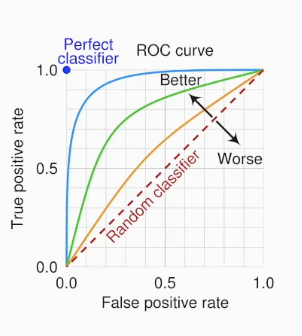 Perfect
classifier
ROC curve
1.0
Better
Worse
0.5
Random classifier
True positive rate
0.0
0.0 0.5 1.0
False positive rate